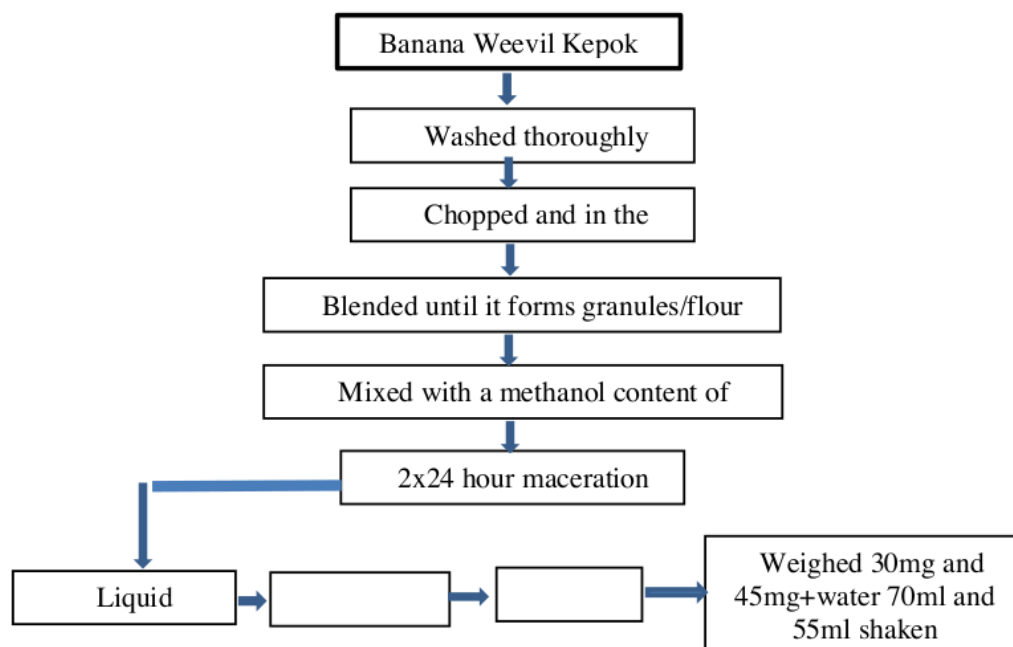 Banana Weevil Kepok
Washed thoroughly
Chopped and in the
Blended until it forms granules/flour
Mixed with a methanol content of
2x24 hour maceration
Liquid
Weighed 30mg and
45mg+water 70ml and
55ml shaken